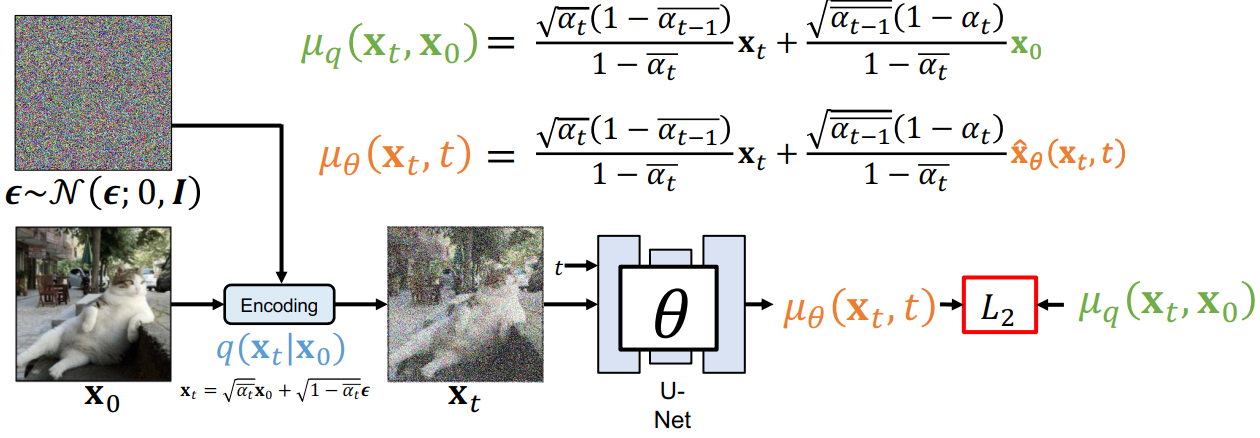 $\mu_q(\mathbf{x}_t, \mathbf{x}_0) = \frac{\sqrt{\alpha_t}(1 - \overline{\alpha_{t-1}})}{1 - \overline{\alpha_t}} \mathbf{x}_t + \frac{\sqrt{\overline{\alpha_{t-1}}}(1 - \alpha_t)}{1 - \overline{\alpha_t}} \mathbf{x}_0$
$\mu_\theta(\mathbf{x}_t, t) = \frac{\sqrt{\alpha_t}(1 - \overline{\alpha_{t-1}})}{1 - \overline{\alpha_t}} \mathbf{x}_t + \frac{\sqrt{\overline{\alpha_{t-1}}}(1 - \alpha_t)}{1 - \overline{\alpha_t}} \hat{\mathbf{x}}_\theta(\mathbf{x}_t, t)$
$\boldsymbol{\epsilon} \sim \mathcal{N}(\boldsymbol{\epsilon}; 0, \boldsymbol{I})$
Encoding
$q(\mathbf{x}_t | \mathbf{x}_0)$
$\mathbf{x}_t = \sqrt{\overline{\alpha_t}} \mathbf{x}_0 + \sqrt{1 - \overline{\alpha_t}} \boldsymbol{\epsilon}$
$\mathbf{x}_0$
$\mathbf{x}_t$
$t$
$\theta$
U-
Net
$\mu_\theta(\mathbf{x}_t, t)$
$L_2$
$\mu_q(\mathbf{x}_t, \mathbf{x}_0)$